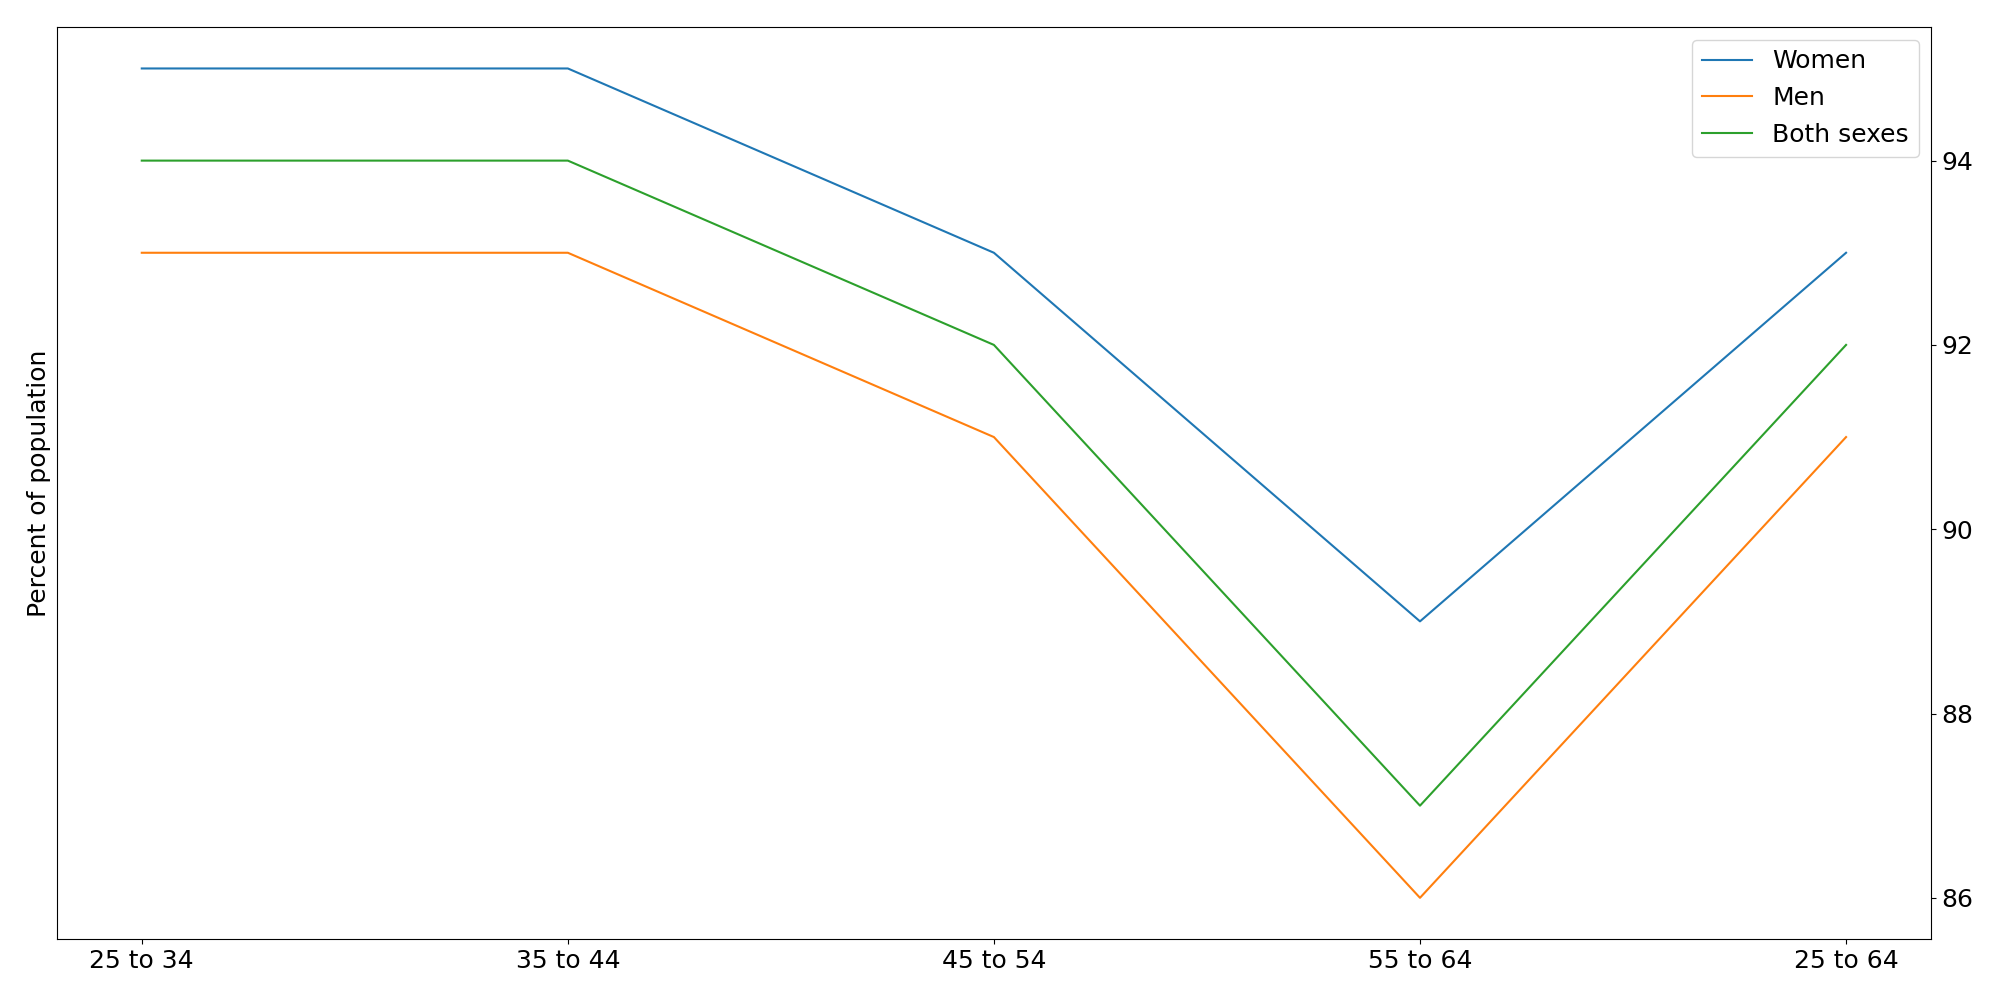 Women
Men
Both sexes
Percent of population
94
92
90
88
86
25 to 34
35 to 44
45 to 54
55 to 64
25 to 64